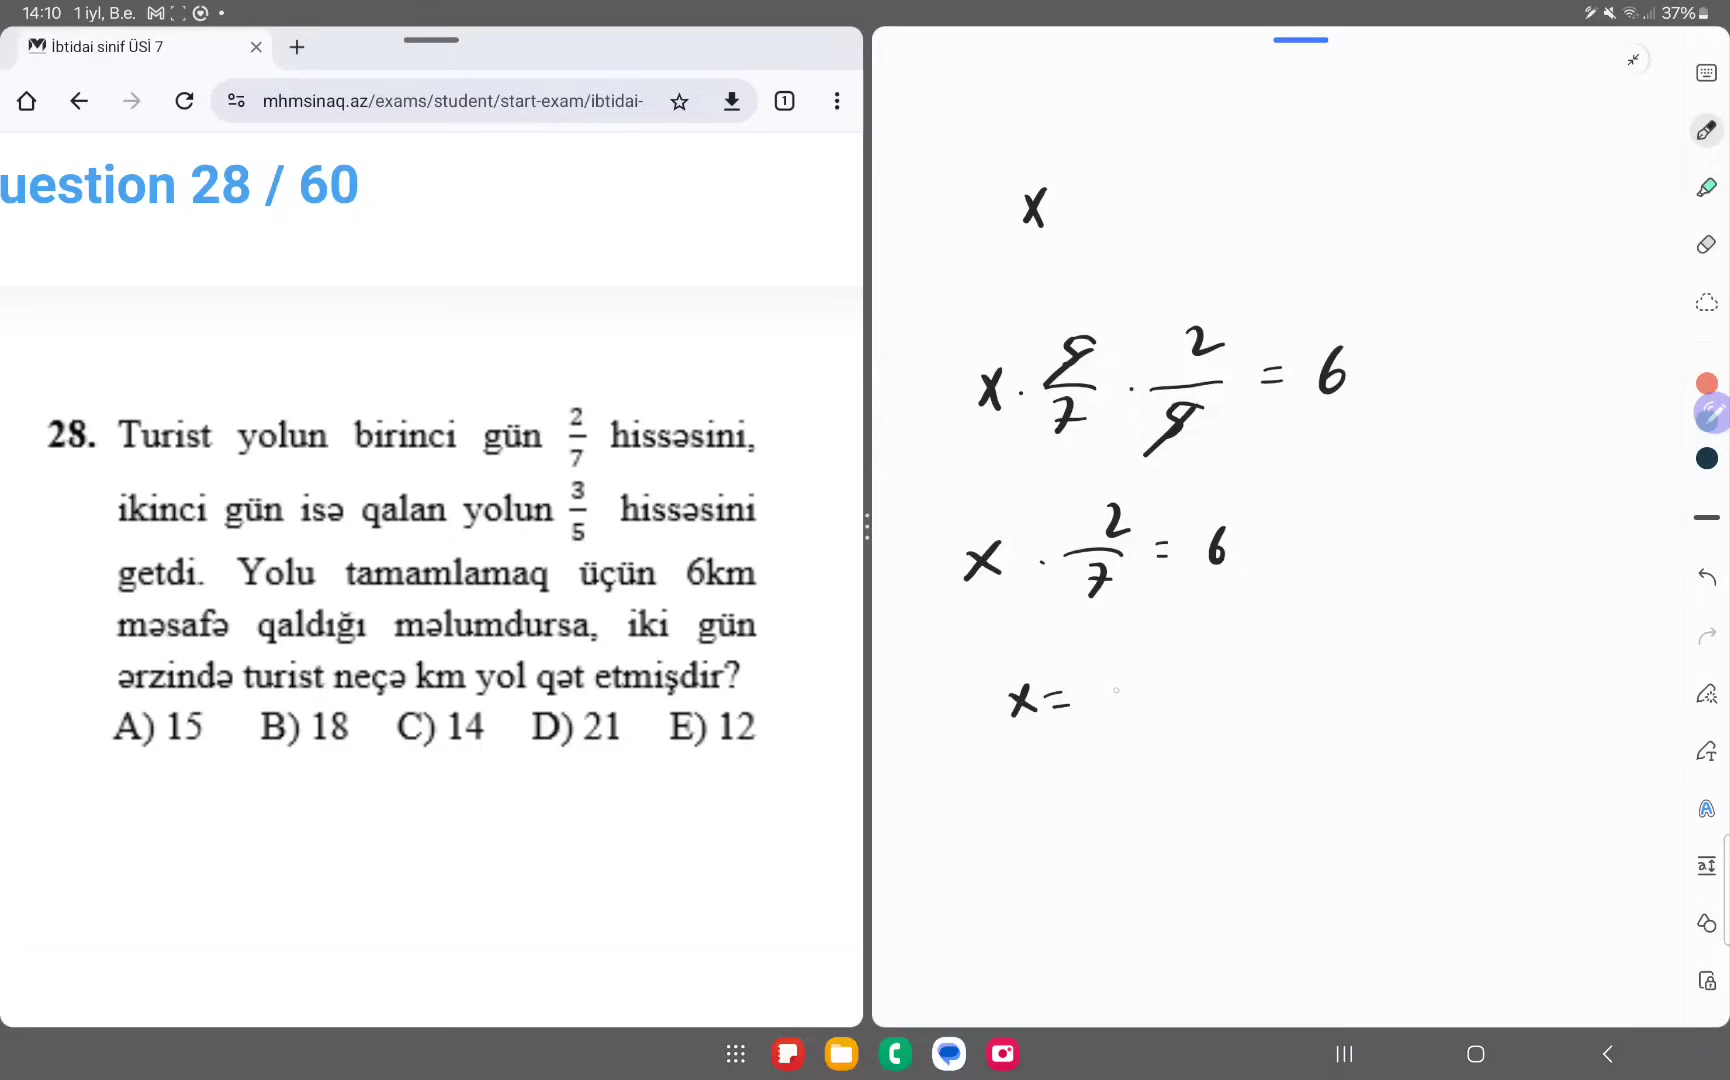 14:10 1 iyl, B.e.
37%
İbtidai sinif ÜSİ 7
mhmsinaq.az/exams/student/start-exam/ibtidai-
1
uestion 28 / 60
28. Turist yolun birinci gün 2/7 hissəsini,
ikinci gün isə qalan yolun 3/5 hissəsini
getdi. Yolu tamamlamaq üçün 6km
məsafə qaldığı məlumdursa, iki gün
ərzində turist neçə km yol qət etmişdir?
A) 15 B) 18 C) 14 D) 21 E) 12
x
x · 5/7 · 2/5 = 6
x · 2/7 = 6
x =